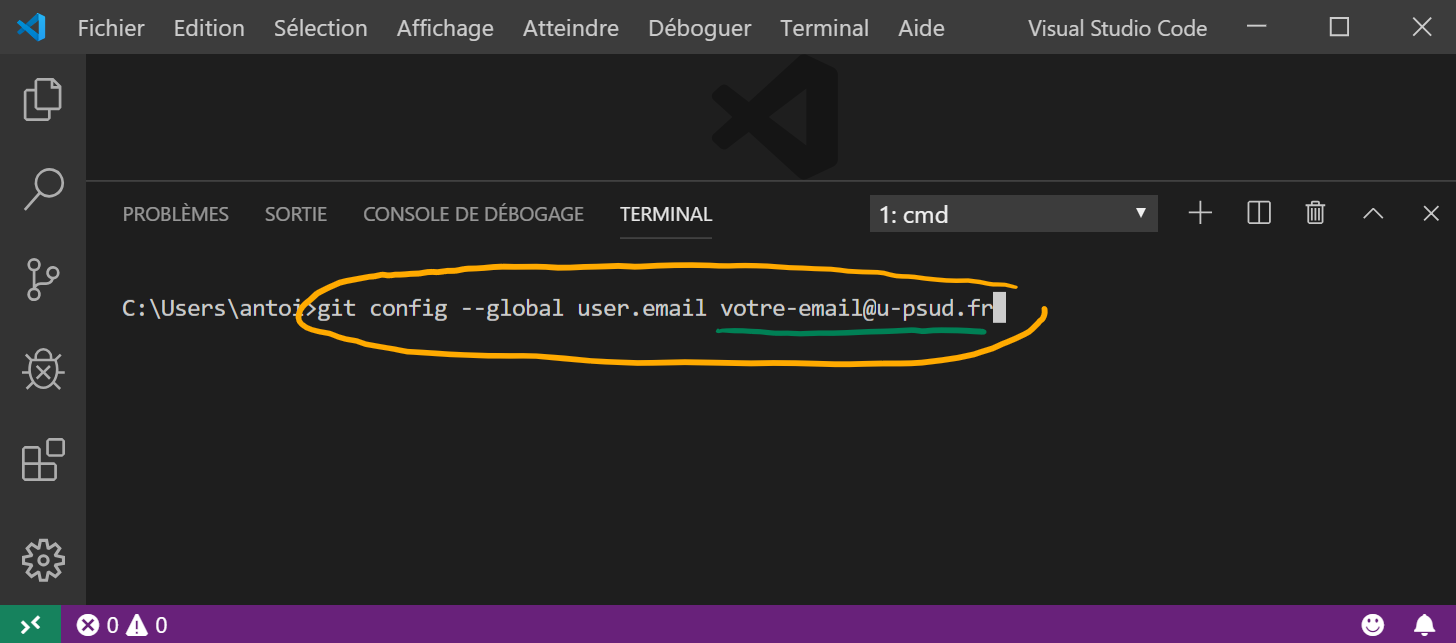 Fichier Edition Sélection Affichage Atteindre Déboguer Terminal Aide Visual Studio Code
PROBLÈMES SORTIE CONSOLE DE DÉBOGAGE TERMINAL 1: cmd
C:\Users\antoi>git config --global user.email votre-email@u-psud.fr
0 0